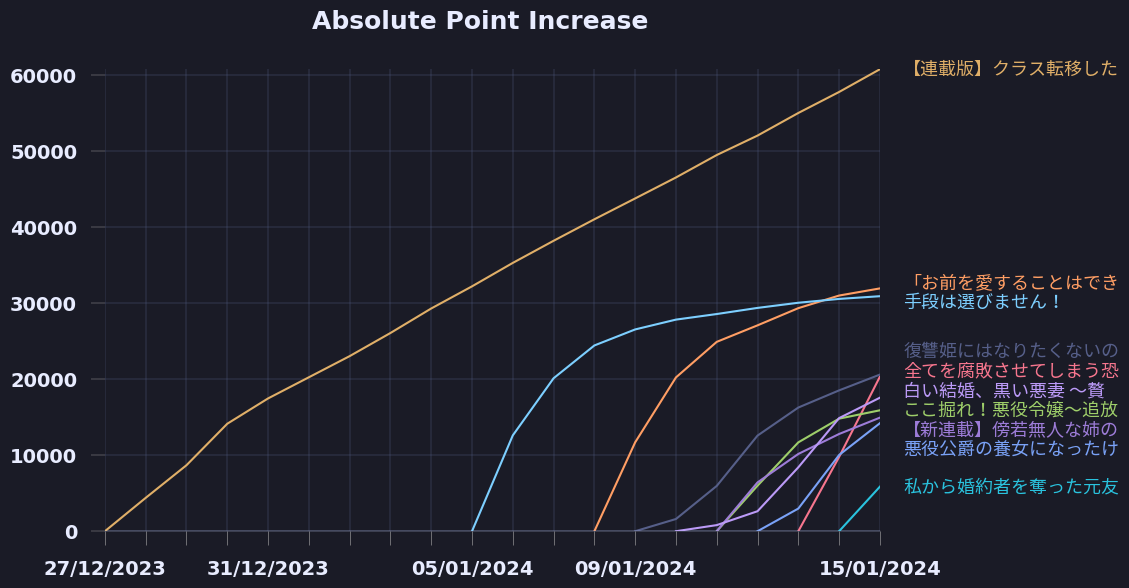 Absolute Point Increase
60000
50000
40000
30000
20000
10000
0
27/12/2023
31/12/2023
05/01/2024
09/01/2024
15/01/2024
【連載版】クラス転移した
「お前を愛することはでき
手段は選びません！
復讐姫にはなりたくないの
全てを腐敗させてしまう恐
白い結婚、黒い悪妻 ～贅
ここ掘れ！悪役令嬢～追放
【新連載】傍若無人な姉の
悪役公爵の養女になったけ
私から婚約者を奪った元友